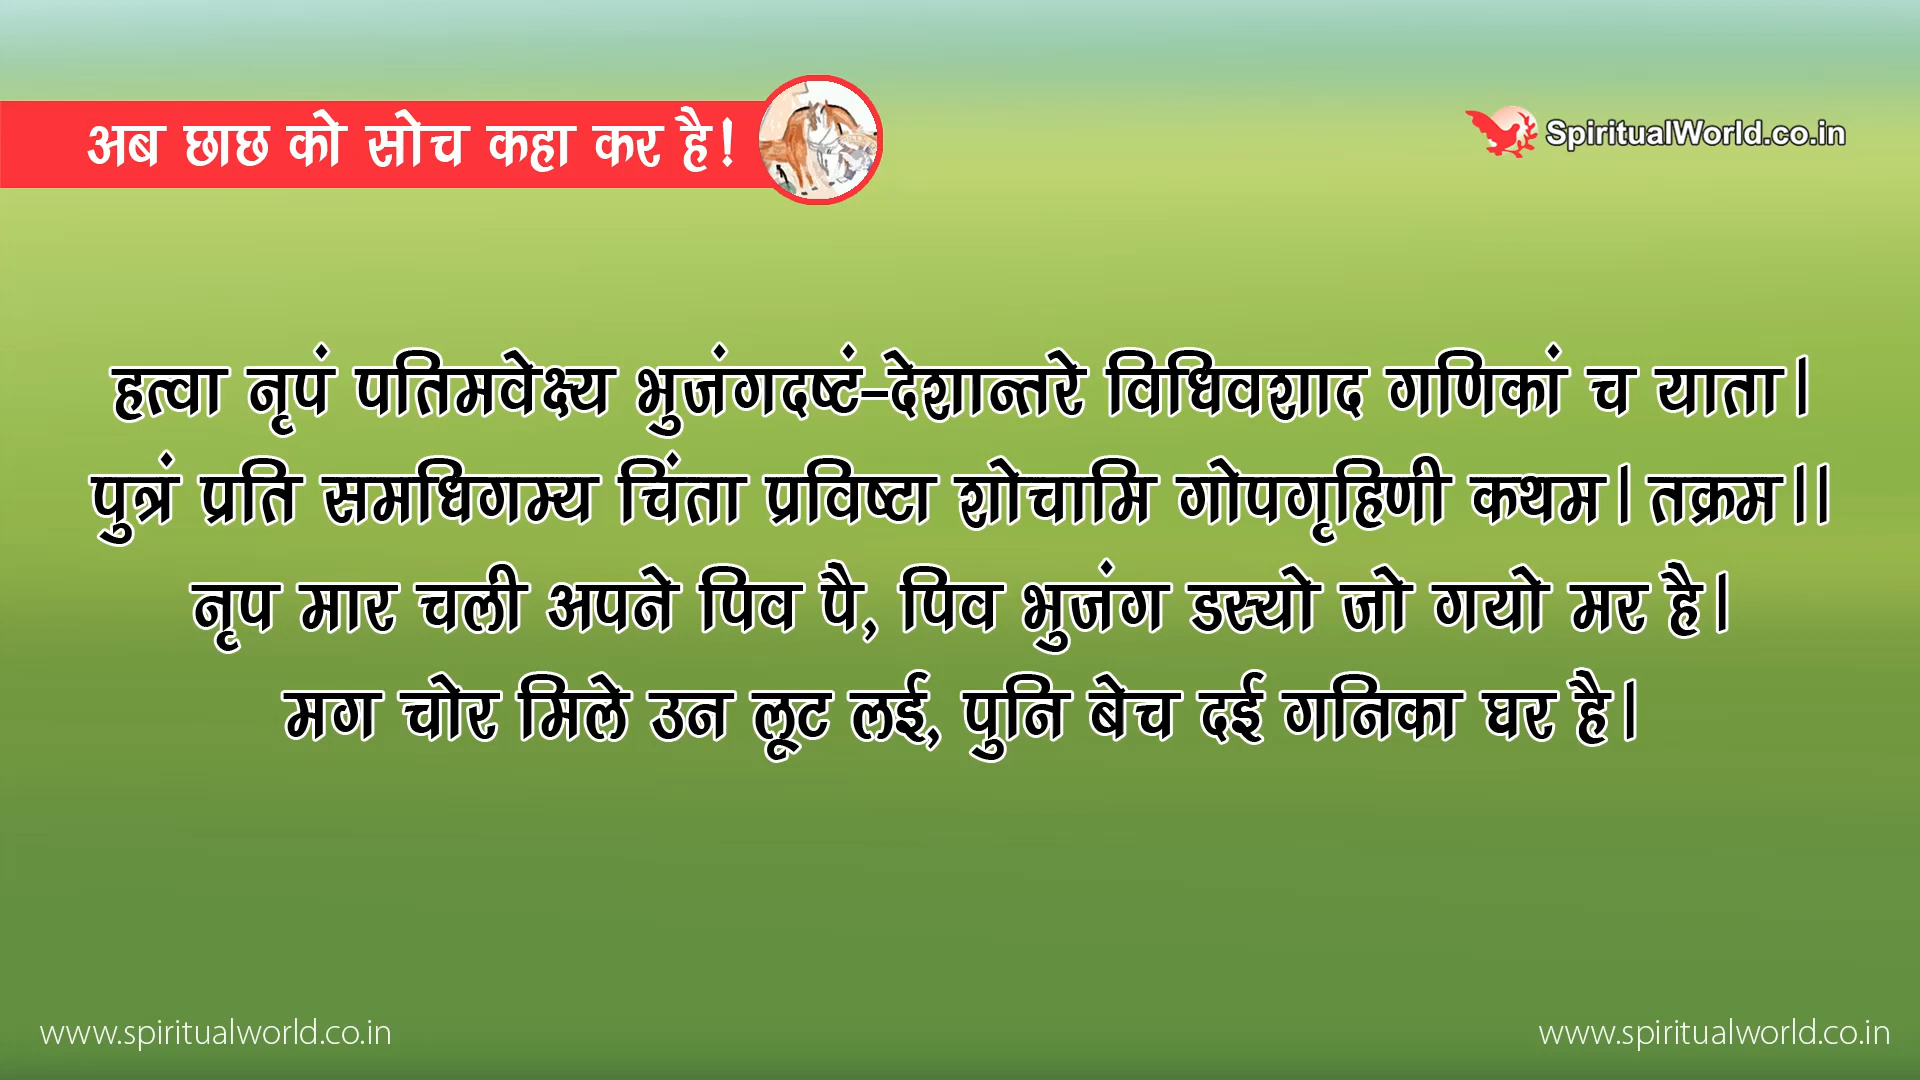 अब छाछ को सोच कहा कर है!
SpiritualWorld.co.in
हत्वा नृपं पतिमवेक्ष्य भुजंगदष्टं-देशान्तरे विधिवशाद गणिकां च याता।
पुत्रं प्रति समधिगम्य चिंता प्रविष्टा शोचामि गोपगृहिणी कथम। तक्रम।।
नृप मार चली अपने पिव पै, पिव भुजंग डस्यो जो गयो मर है।
मग चोर मिले उन लूट लई, पुनि बेच दई गनिका घर है।
www.spiritualworld.co.in
www.spiritualworld.co.in